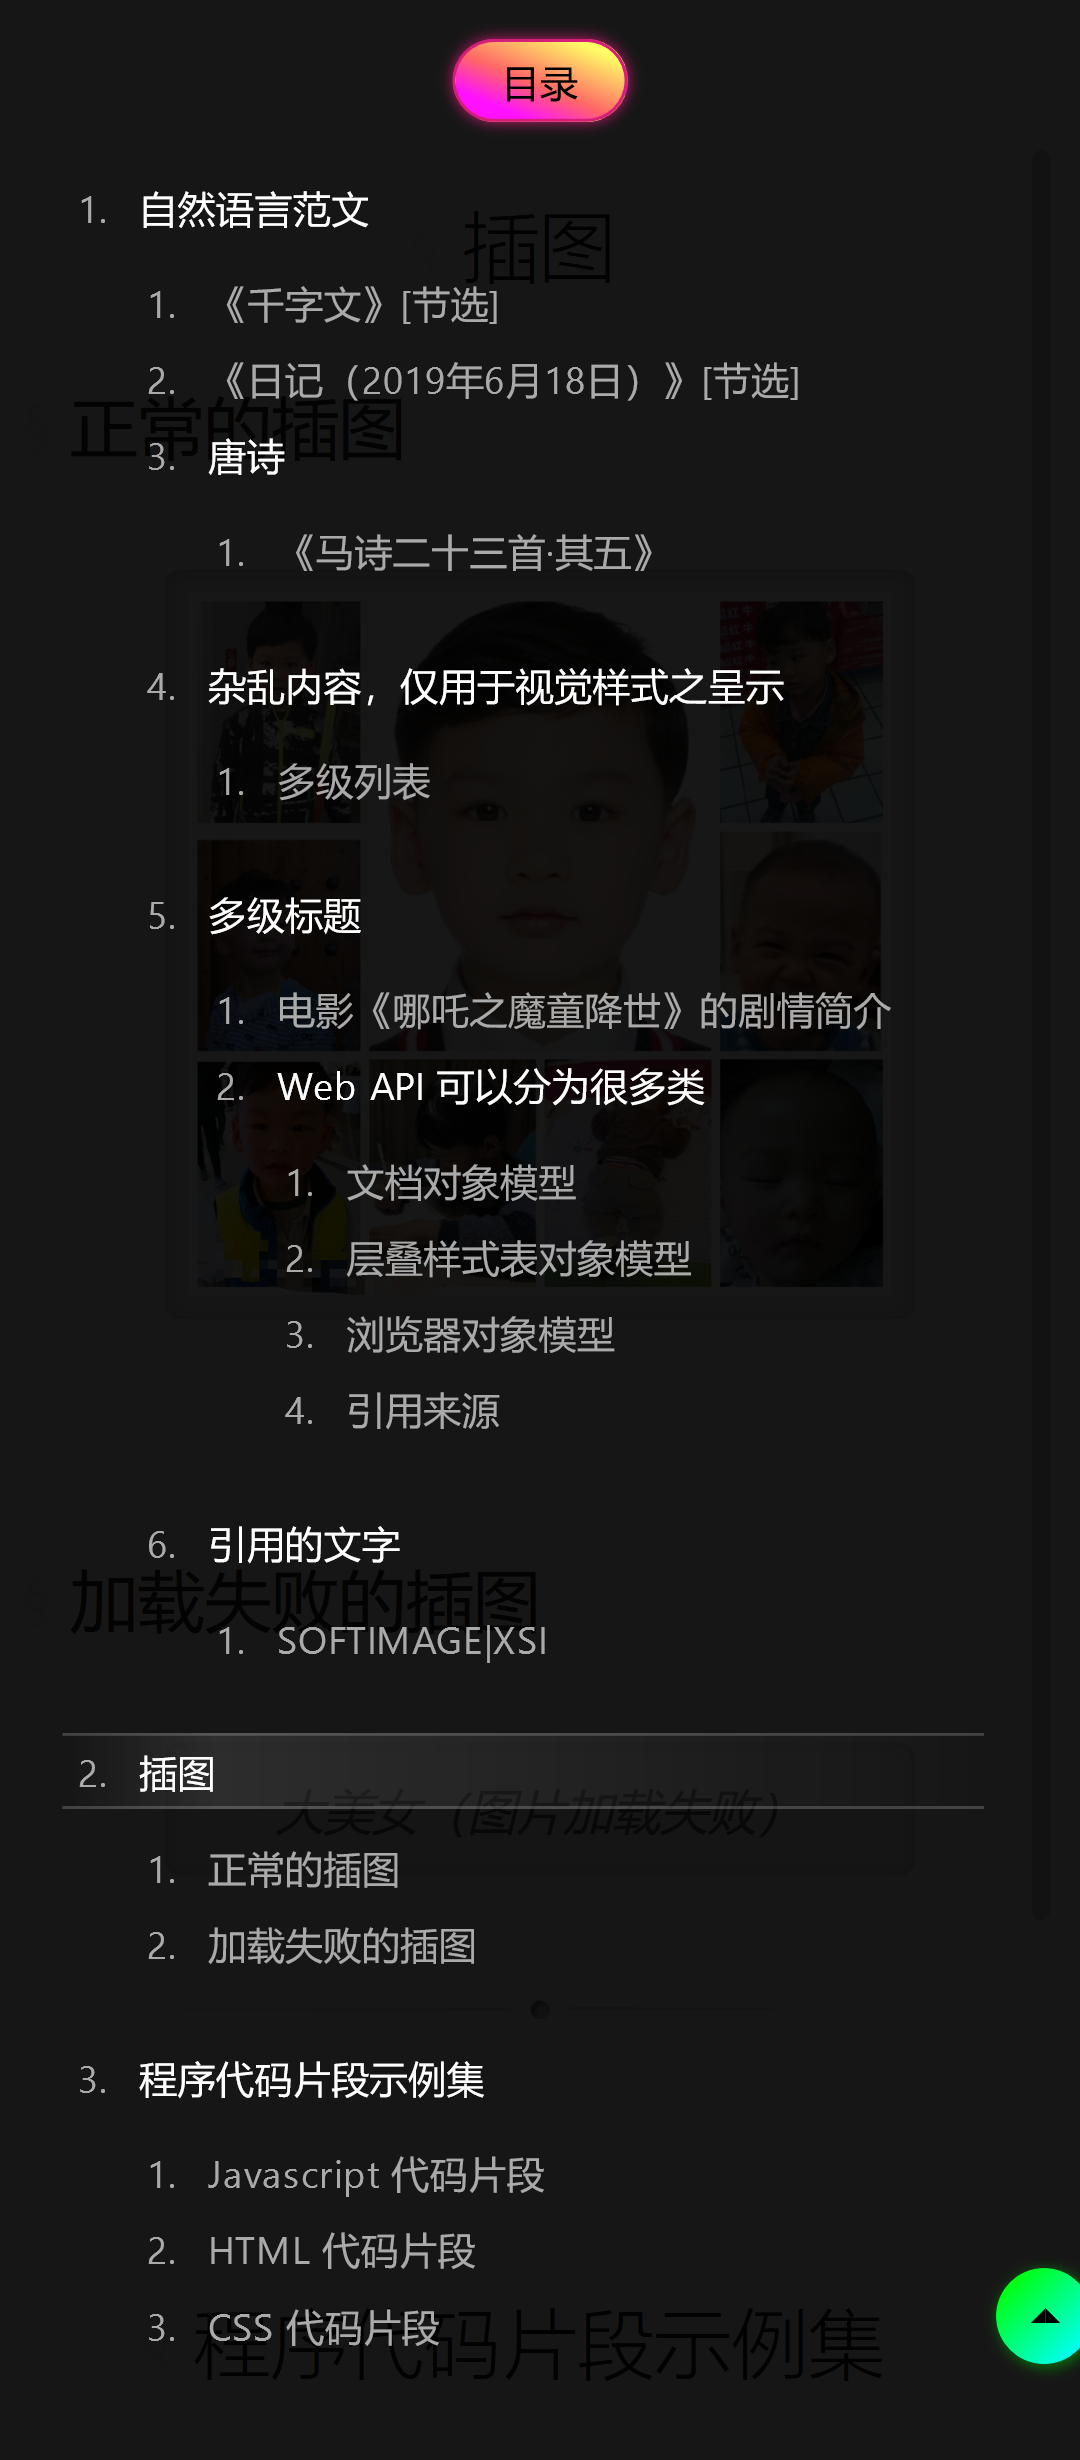 目录
1. 自然语言范文
插图
1. 《千字文》[节选]
2. 《日记（2019年6月18日）》[节选]
正常的插图
3. 唐诗
1. 《马诗二十三首·其五》
4. 杂乱内容，仅用于视觉样式之呈示
1. 多级列表
5. 多级标题
1. 电影《哪吒之魔童降世》的剧情简介
2. Web API 可以分为很多类
1. 文档对象模型
2. 层叠样式表对象模型
3. 浏览器对象模型
4. 引用来源
6. 引用的文字
加载失败的插图
1. SOFTIMAGE|XSI
2. 插图
大美女（图片加载失败）
1. 正常的插图
2. 加载失败的插图
3. 程序代码片段示例集
1. Javascript 代码片段
2. HTML 代码片段
3. CSS 代码片段
程序代码片段示例集